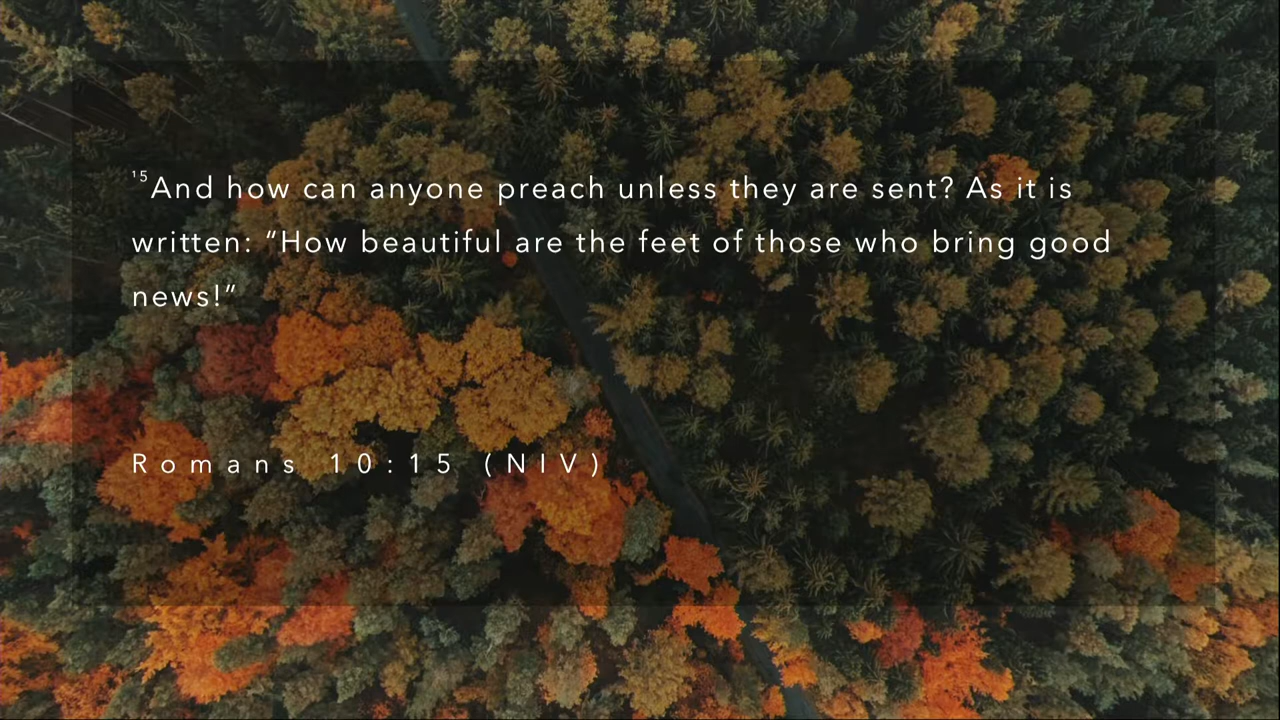 ¹⁵And how can anyone preach unless they are sent? As it is
written: “How beautiful are the feet of those who bring good
news!”
Romans 10:15 (NIV)